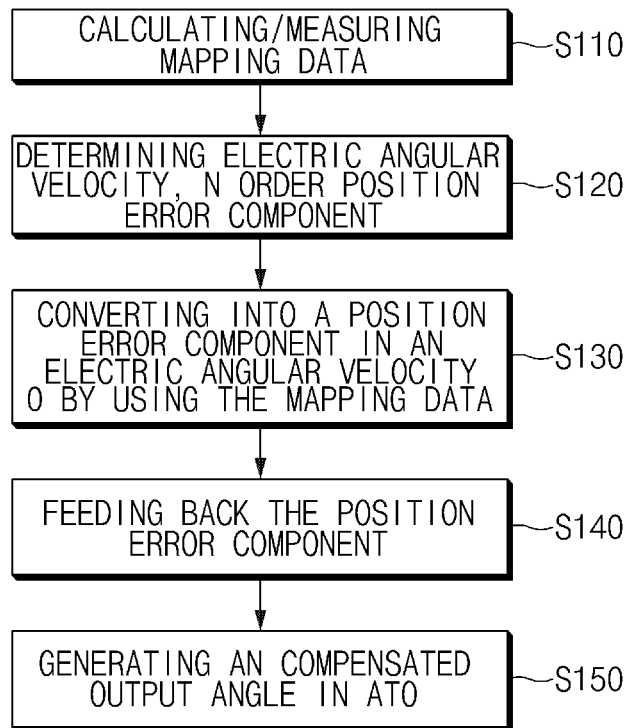 CALCULATING/MEASURING
MAPPING DATA
S110
DETERMINING ELECTRIC ANGULAR
VELOCITY, N ORDER POSITION
ERROR COMPONENT
S120
CONVERTING INTO A POSITION
ERROR COMPONENT IN AN
ELECTRIC ANGULAR VELOCITY
0 BY USING THE MAPPING DATA
S130
FEEDING BACK THE POSITION
ERROR COMPONENT
S140
GENERATING AN COMPENSATED
OUTPUT ANGLE IN ATO
S150